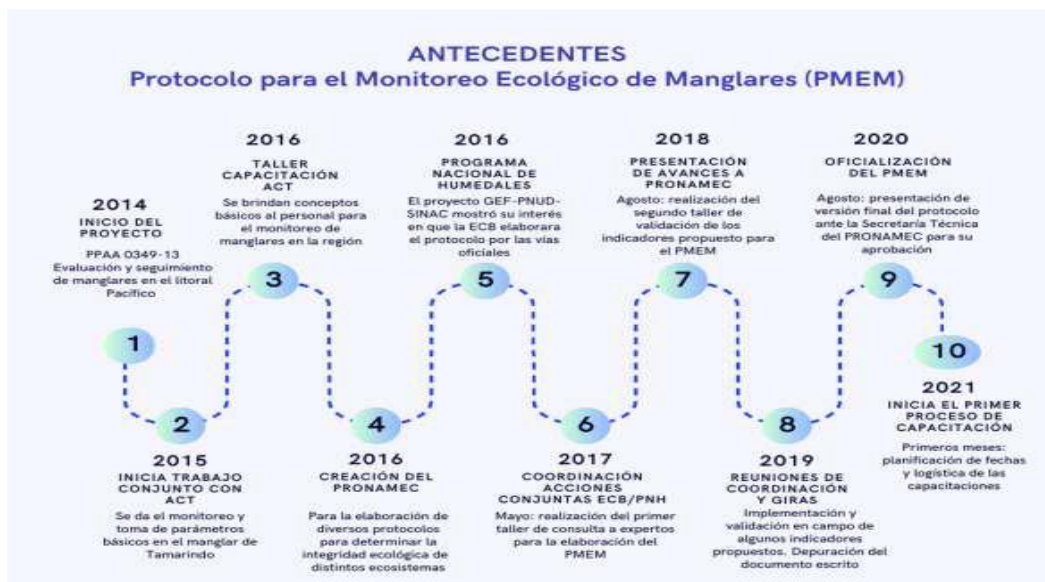 ANTECEDENTES
Protocolo para el Monitoreo Ecológico de Manglares (PMEM)
1
2014
INICIO DEL
PROYECTO
PPAA 0349-13
Evaluación y seguimiento
de manglares en el litoral
Pacífico
2
2015
INICIA TRABAJO
CONJUNTO CON
ACT
Se da el monitoreo y
toma de parámetros
básicos en el manglar de
Tamarindo
2016
TALLER
CAPACITACIÓN
ACT
Se brindan conceptos
básicos al personal para
el monitoreo de
manglares en la región
3
4
2016
CREACIÓN DEL
PRONAMEC
Para la elaboración de
diversos protocolos
para determinar la
integridad ecológica de
distintos ecosistemas
2016
PROGRAMA
NACIONAL DE
HUMEDALES
El proyecto GEF-PNUD-
SINAC mostró su interés
en que la ECB elaborara
el protocolo por las vías
oficiales
5
6
2017
COORDINACIÓN
ACCIONES
CONJUNTAS ECB/PNH
Mayo: realización del primer
taller de consulta a expertos
para la elaboración del
PMEM
2018
PRESENTACIÓN
DE AVANCES A
PRONAMEC
Agosto: realización del
segundo taller de
validación de los
indicadores propuesto para
el PMEM
7
8
2019
REUNIONES DE
COORDINACIÓN
Y GIRAS
Implementación y
validación en campo de
algunos indicadores
propuestos. Depuración del
documento escrito
2020
OFICIALIZACIÓN
DEL PMEM
Agosto: presentación de
versión final del protocolo
ante la Secretaría Técnica
del PRONAMEC para su
aprobación
9
10
2021
INICIA EL PRIMER
PROCESO DE
CAPACITACIÓN
Primeros meses:
planificación de fechas
y logística de las
capacitaciones